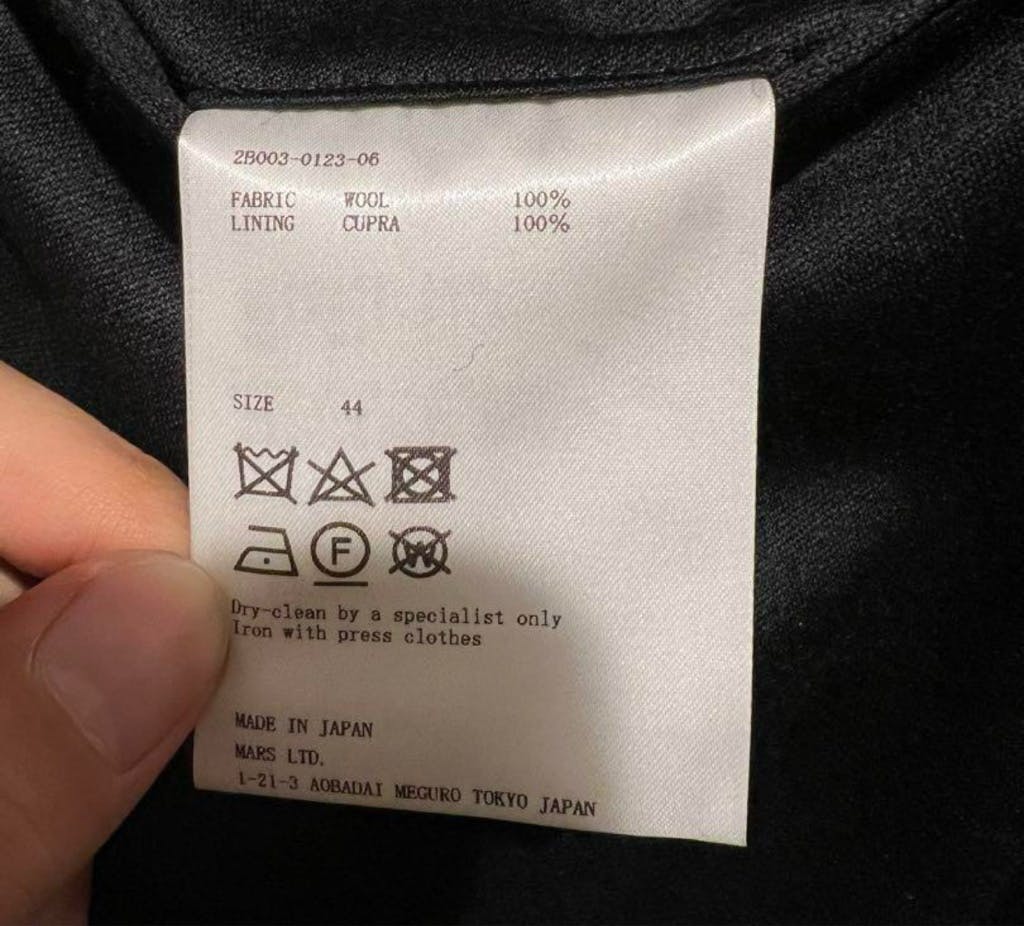 2B003-0123-06
FABRIC WOOL 100%
LINING CUPRA 100%
SIZE 44
F W
Dry-clean by a specialist only
Iron with press clothes
MADE IN JAPAN
MARS LTD.
1-21-3 AOBADAI MEGURO TOKYO JAPAN